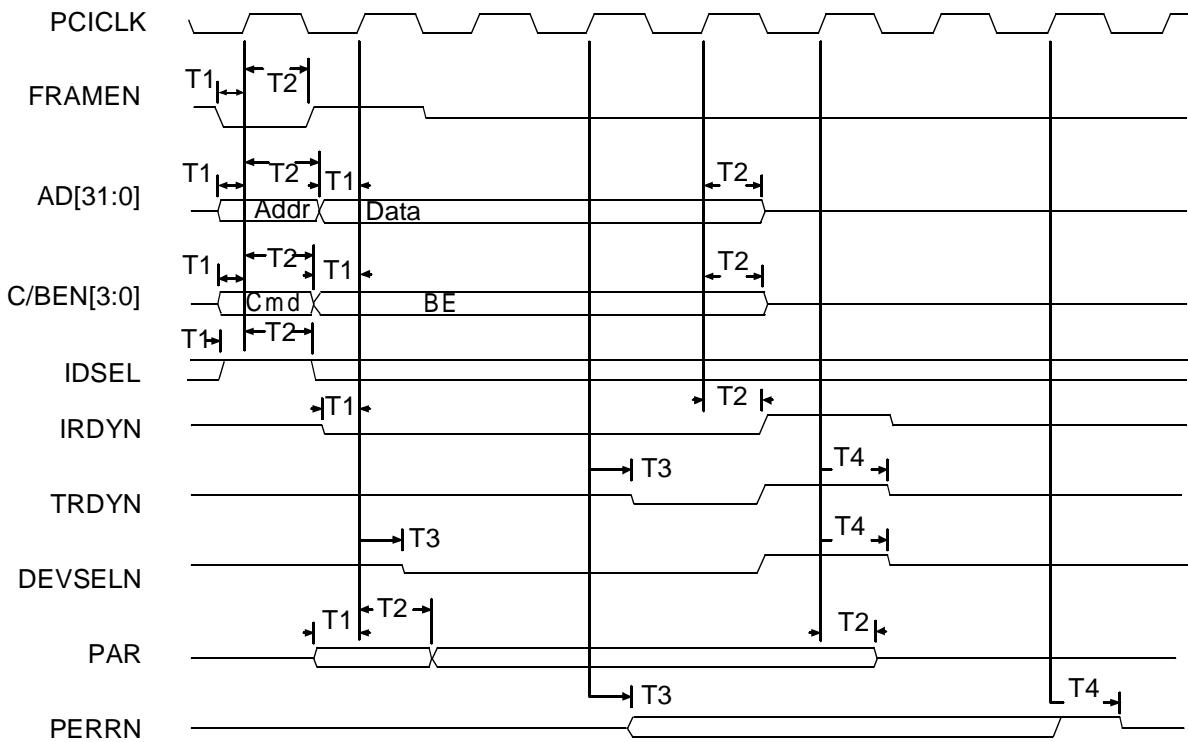 PCICLK
T1 T2
FRAMEN
T1 T2 T1 T2
AD[31:0]
Addr Data
T1 T2 T1 T2
C/BEN[3:0]
Cmd BE
T1 T2
IDSEL
T1 T2
IRDYN
T3 T4
TRDYN
T3 T4
DEVSELN
T1 T2 T2
PAR
T3 T4
PERRN